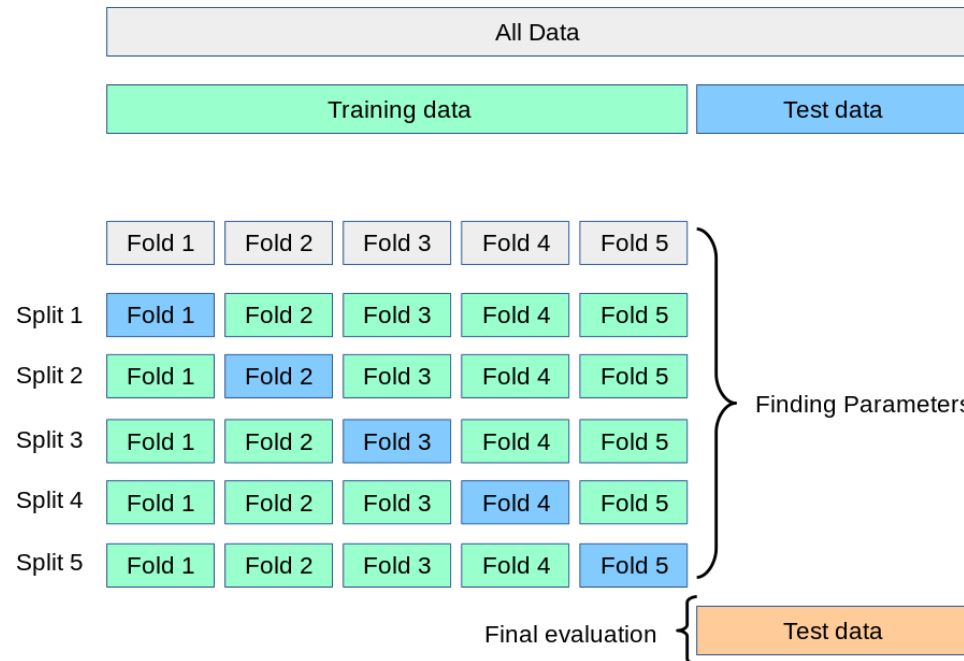 All Data
Training data Test data
Fold 1 Fold 2 Fold 3 Fold 4 Fold 5
Split 1 Fold 1 Fold 2 Fold 3 Fold 4 Fold 5
Split 2 Fold 1 Fold 2 Fold 3 Fold 4 Fold 5
Finding Parameters
Split 3 Fold 1 Fold 2 Fold 3 Fold 4 Fold 5
Split 4 Fold 1 Fold 2 Fold 3 Fold 4 Fold 5
Split 5 Fold 1 Fold 2 Fold 3 Fold 4 Fold 5
Final evaluation Test data